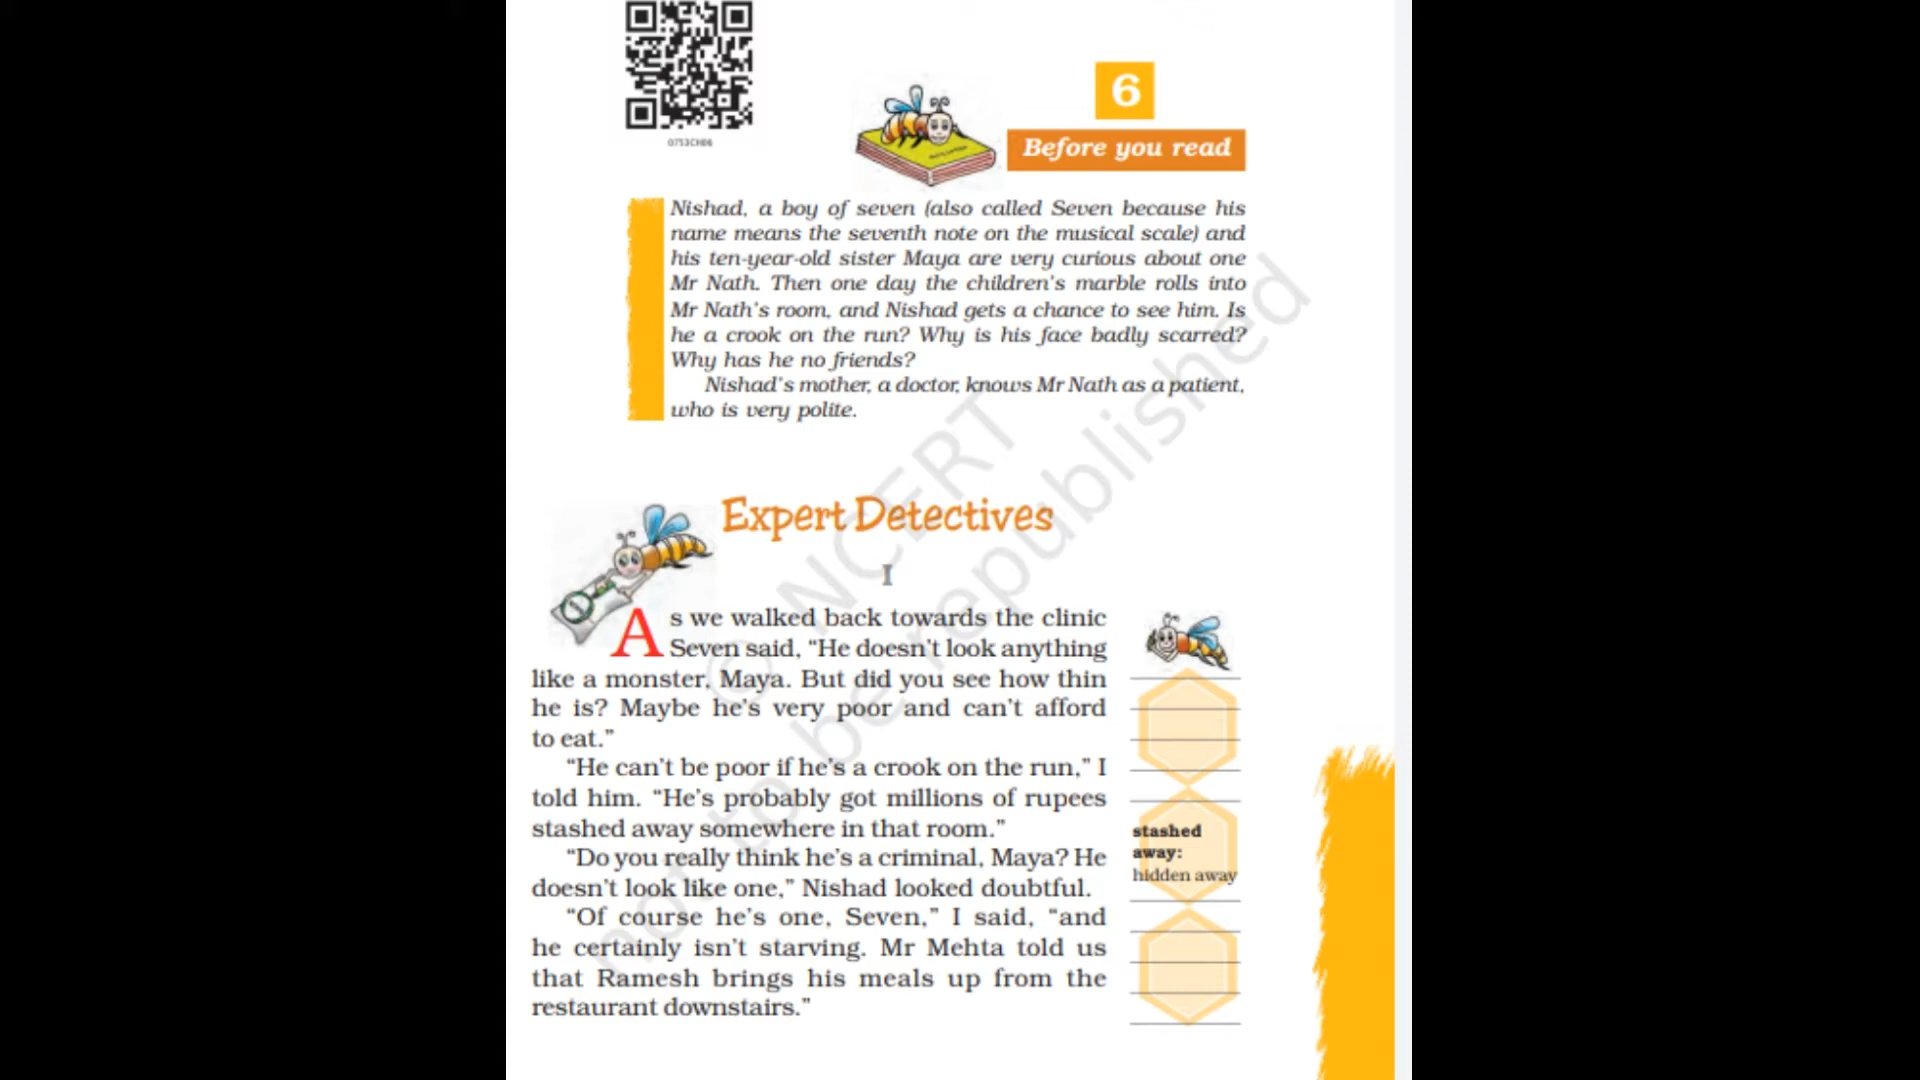 0753CH06
6
Before you read
Nishad, a boy of seven (also called Seven because his
name means the seventh note on the musical scale) and
his ten-year-old sister Maya are very curious about one
Mr Nath. Then one day the children's marble rolls into
Mr Nath's room, and Nishad gets a chance to see him. Is
he a crook on the run? Why is his face badly scarred?
Why has he no friends?
Nishad's mother, a doctor, knows Mr Nath as a patient,
who is very polite.
Expert Detectives
I
As we walked back towards the clinic
Seven said, “He doesn't look anything
like a monster, Maya. But did you see how thin
he is? Maybe he's very poor and can't afford
to eat.”
“He can't be poor if he's a crook on the run,” I
told him. “He's probably got millions of rupees
stashed away somewhere in that room.”
“Do you really think he's a criminal, Maya? He
doesn't look like one,” Nishad looked doubtful.
“Of course he's one, Seven,” I said, “and
he certainly isn't starving. Mr Mehta told us
that Ramesh brings his meals up from the
restaurant downstairs.”
stashed
away:
hidden away
© NCERT
not to be republished